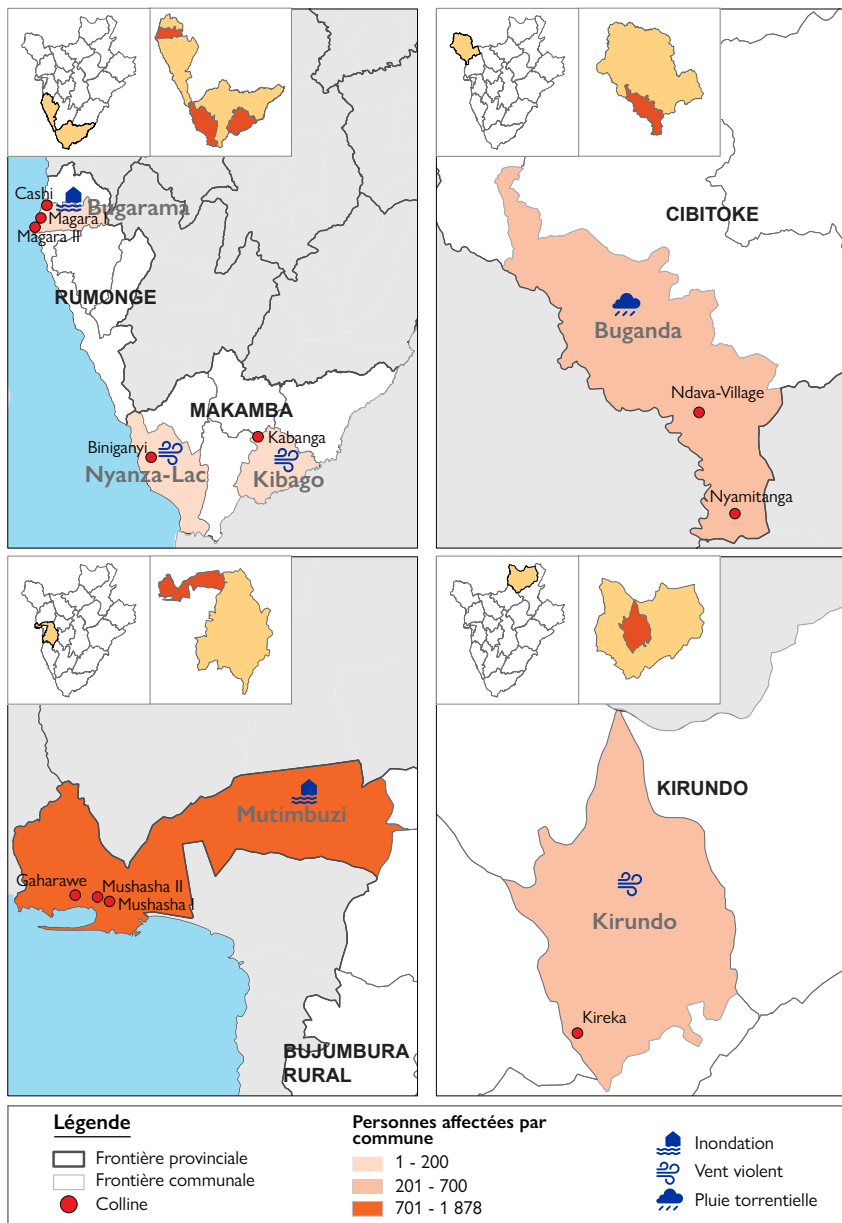 Cashi
Bugarama
Magara I
Magara II
RUMONGE
MAKAMBA
Kabanga
Biniganyi
Nyanza-Lac
Kibago
CIBITOKE
Buganda
Ndava-Village
Nyamitanga
Mutimbuzi
Gaharawe
Mushasha II
Mushasha I
BUJUMBURA
RURAL
KIRUNDO
Kirundo
Kireka
Légende
Frontière provinciale
Frontière communale
Colline
Personnes affectées par
commune
1 - 200
201 - 700
701 - 1 878
Inondation
Vent violent
Pluie torrentielle